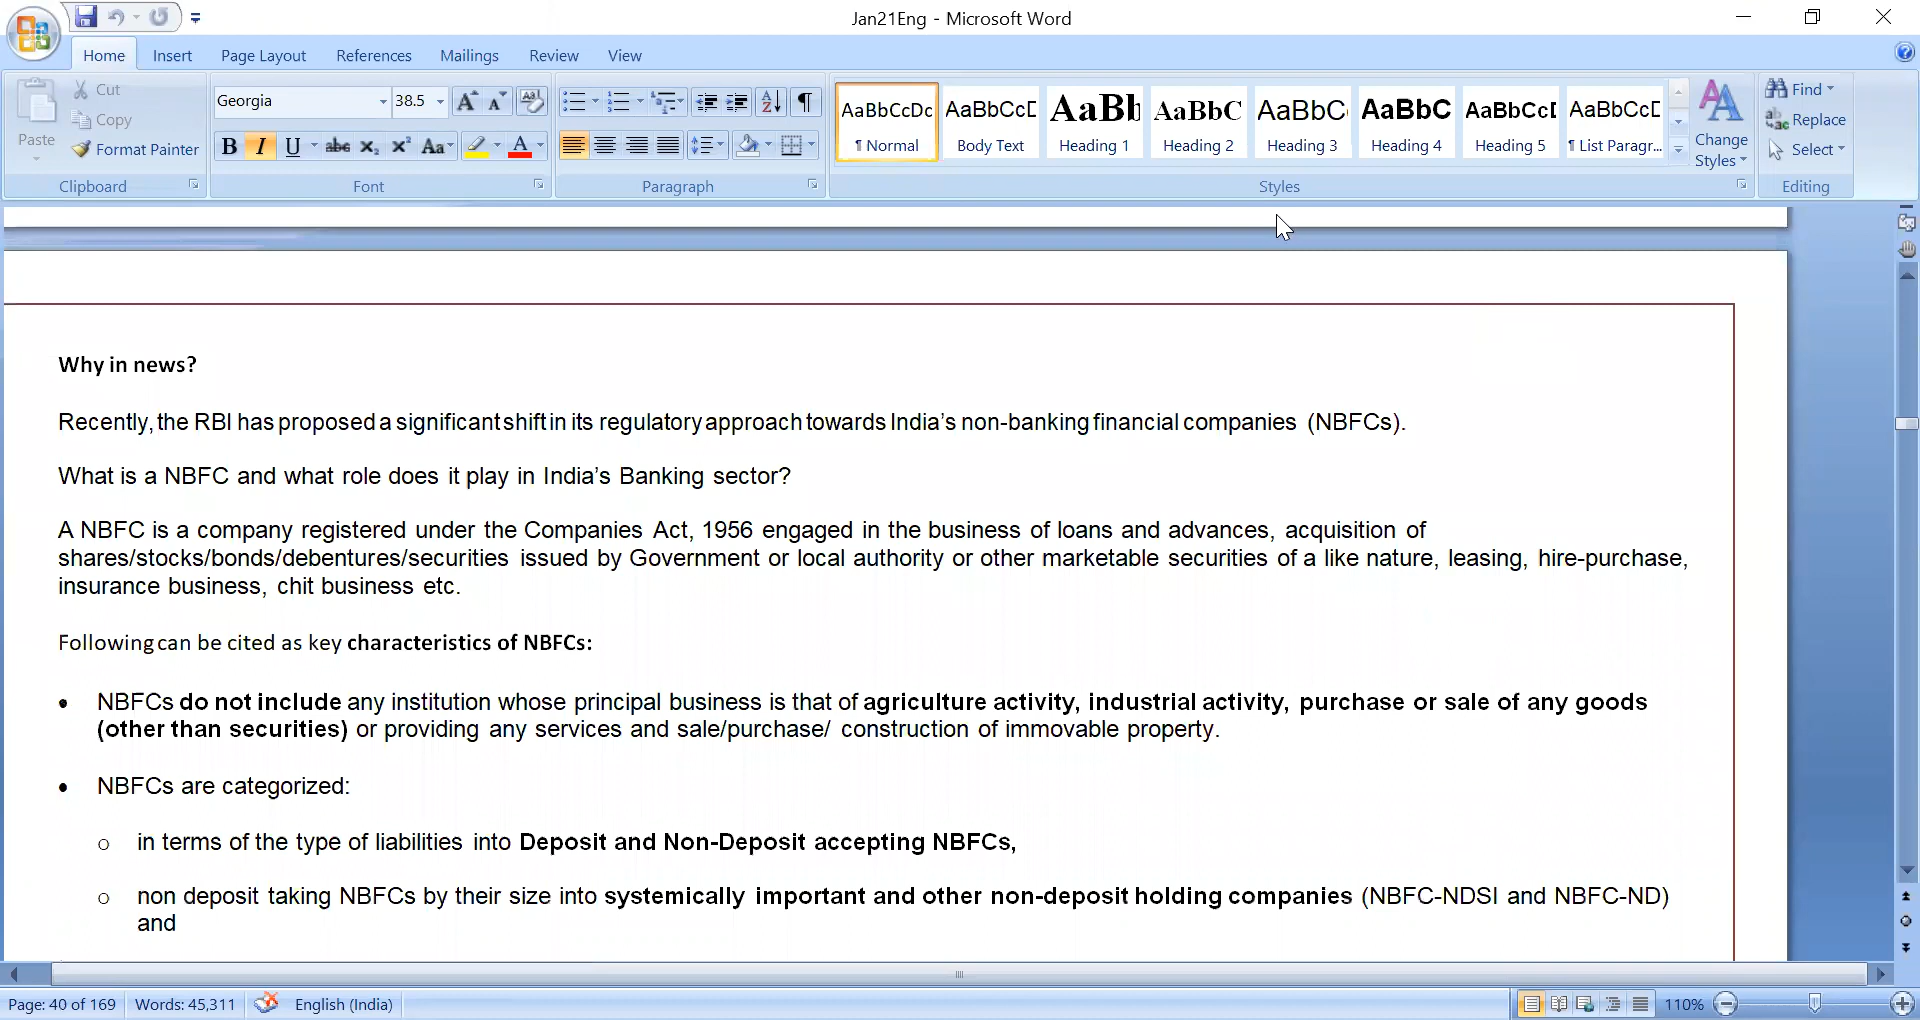 Jan21Eng - Microsoft Word
Home Insert Page Layout References Mailings Review View
Paste Cut Copy Format Painter
Clipboard
Georgia 38.5
B I U abc x₂ x² Aa A
Font
Paragraph
AaBbCcDc AaBbCcD AaBb AaBbC AaBbC AaBbC AaBbCcD AaBbCcD
¶ Normal Body Text Heading 1 Heading 2 Heading 3 Heading 4 Heading 5 ¶ List Paragr...
Styles
Change Styles
Find
Replace
Select
Editing
Why in news?
Recently, the RBI has proposed a significant shift in its regulatory approach towards India’s non-banking financial companies (NBFCs).
What is a NBFC and what role does it play in India’s Banking sector?
A NBFC is a company registered under the Companies Act, 1956 engaged in the business of loans and advances, acquisition of
shares/stocks/bonds/debentures/securities issued by Government or local authority or other marketable securities of a like nature, leasing, hire-purchase,
insurance business, chit business etc.
Following can be cited as key characteristics of NBFCs:
• NBFCs do not include any institution whose principal business is that of agriculture activity, industrial activity, purchase or sale of any goods
(other than securities) or providing any services and sale/purchase/ construction of immovable property.
• NBFCs are categorized:
o in terms of the type of liabilities into Deposit and Non-Deposit accepting NBFCs,
o non deposit taking NBFCs by their size into systemically important and other non-deposit holding companies (NBFC-NDSI and NBFC-ND)
and
Page: 40 of 169 Words: 45,311 English (India) 110%